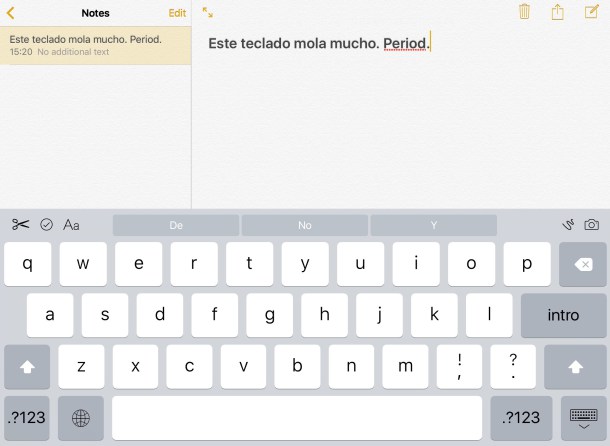 Notes
Edit
Este teclado mola mucho. Period.
15:20 No additional text
Este teclado mola mucho. Period.
Aa
De No Y
q w e r t y u i o p
a s d f g h j k l intro
z x c v b n m ! , ? .
.?123 .?123